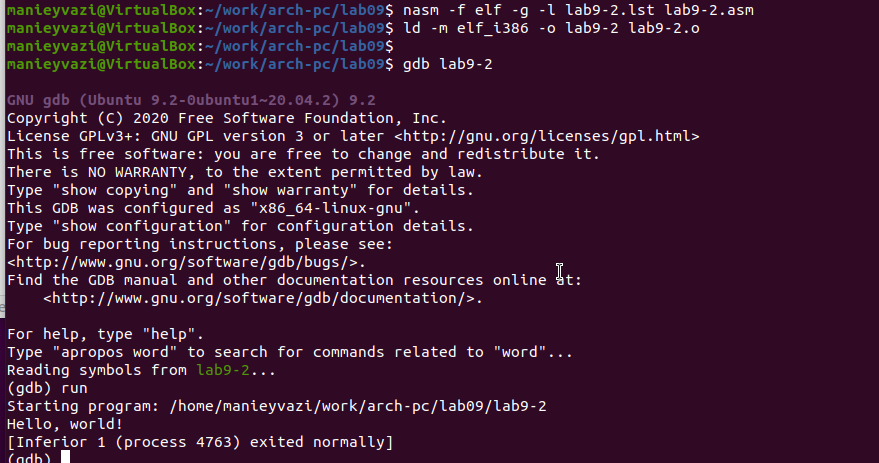 manieyvazi@VirtualBox:~/work/arch-pc/lab09$ nasm -f elf -g -l lab9-2.lst lab9-2.asm
manieyvazi@VirtualBox:~/work/arch-pc/lab09$ ld -m elf_i386 -o lab9-2 lab9-2.o
manieyvazi@VirtualBox:~/work/arch-pc/lab09$
manieyvazi@VirtualBox:~/work/arch-pc/lab09$ gdb lab9-2
GNU gdb (Ubuntu 9.2-0ubuntu1~20.04.2) 9.2
Copyright (C) 2020 Free Software Foundation, Inc.
License GPLv3+: GNU GPL version 3 or later <http://gnu.org/licenses/gpl.html>
This is free software: you are free to change and redistribute it.
There is NO WARRANTY, to the extent permitted by law.
Type "show copying" and "show warranty" for details.
This GDB was configured as "x86_64-linux-gnu".
Type "show configuration" for configuration details.
For bug reporting instructions, please see:
<http://www.gnu.org/software/gdb/bugs/>.
Find the GDB manual and other documentation resources online at:
    <http://www.gnu.org/software/gdb/documentation/>.
For help, type "help".
Type "apropos word" to search for commands related to "word"...
Reading symbols from lab9-2...
(gdb) run
Starting program: /home/manieyvazi/work/arch-pc/lab09/lab9-2
Hello, world!
[Inferior 1 (process 4763) exited normally]
(gdb)